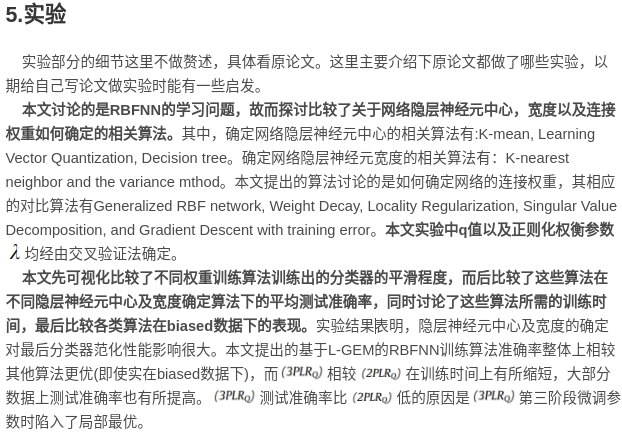 5.实验
实验部分的细节这里不做赘述，具体看原论文。这里主要介绍下原论文都做了哪些实验，以
期给自己写论文做实验时能有一些启发。
本文讨论的是RBFNN的学习问题，故而探讨比较了关于网络隐层神经元中心，宽度以及连接
权重如何确定的相关算法。其中，确定网络隐层神经元中心的相关算法有:K-mean, Learning
Vector Quantization, Decision tree。确定网络隐层神经元宽度的相关算法有：K-nearest
neighbor and the variance mthod。本文提出的算法讨论的是如何确定网络的连接权重，其相应
的对比算法有Generalized RBF network, Weight Decay, Locality Regularization, Singular Value
Decomposition, and Gradient Descent with training error。本文实验中q值以及正则化权衡参数
λ 均经由交叉验证法确定。
本文先可视化比较了不同权重训练算法训练出的分类器的平滑程度，而后比较了这些算法在
不同隐层神经元中心及宽度确定算法下的平均测试准确率，同时讨论了这些算法所需的训练时
间，最后比较各类算法在biased数据下的表现。实验结果表明，隐层神经元中心及宽度的确定
对最后分类器范化性能影响很大。本文提出的基于L-GEM的RBFNN训练算法准确率整体上相较
其他算法更优(即使实在biased数据下)，而 (3PLR_Q) 相较 (2PLR_Q) 在训练时间上有所缩短，大部分
数据上测试准确率也有所提高。 (3PLR_Q) 测试准确率比 (2PLR_Q) 低的原因是 (3PLR_Q) 第三阶段微调参
数时陷入了局部最优。